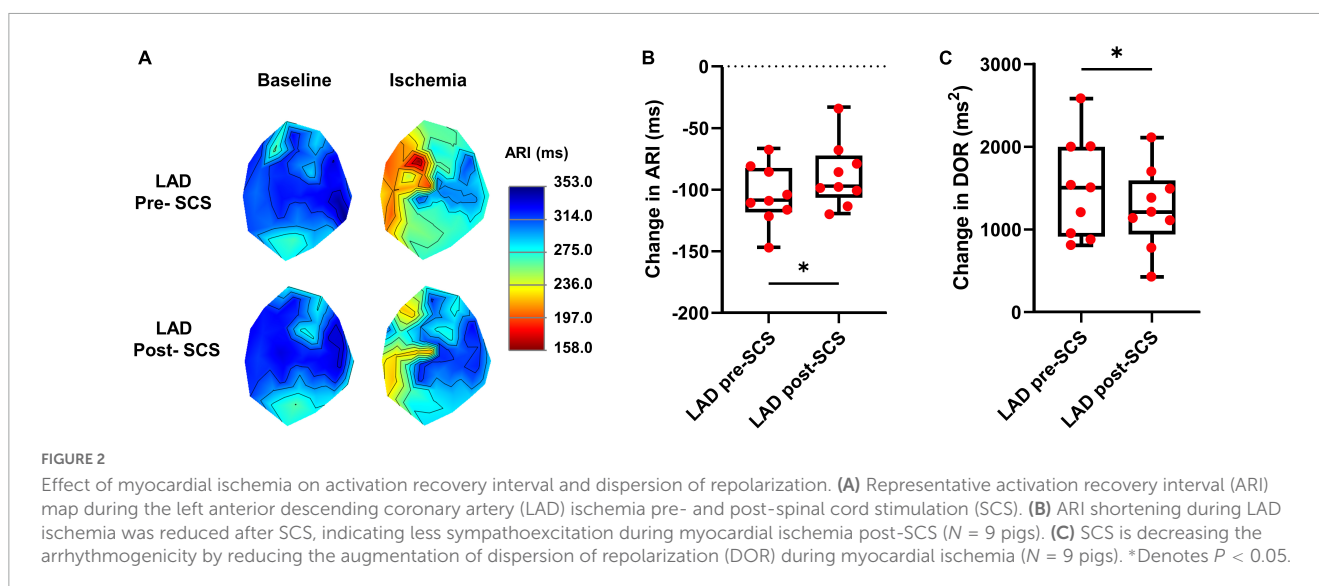 A
Baseline
Ischemia
LAD
Pre- SCS
LAD
Post- SCS
ARI (ms)
353.0
314.0
275.0
236.0
197.0
158.0
B
Change in ARI (ms)
0
-50
-100
-150
-200
*
LAD pre-SCS
LAD post-SCS
C
Change in DOR (ms²)
3000
2000
1000
0
*
LAD pre-SCS
LAD post-SCS
FIGURE 2
Effect of myocardial ischemia on activation recovery interval and dispersion of repolarization. (A) Representative activation recovery interval (ARI)
map during the left anterior descending coronary artery (LAD) ischemia pre- and post-spinal cord stimulation (SCS). (B) ARI shortening during LAD
ischemia was reduced after SCS, indicating less sympathoexcitation during myocardial ischemia post-SCS (N = 9 pigs). (C) SCS is decreasing the
arrhythmogenicity by reducing the augmentation of dispersion of repolarization (DOR) during myocardial ischemia (N = 9 pigs). *Denotes P < 0.05.